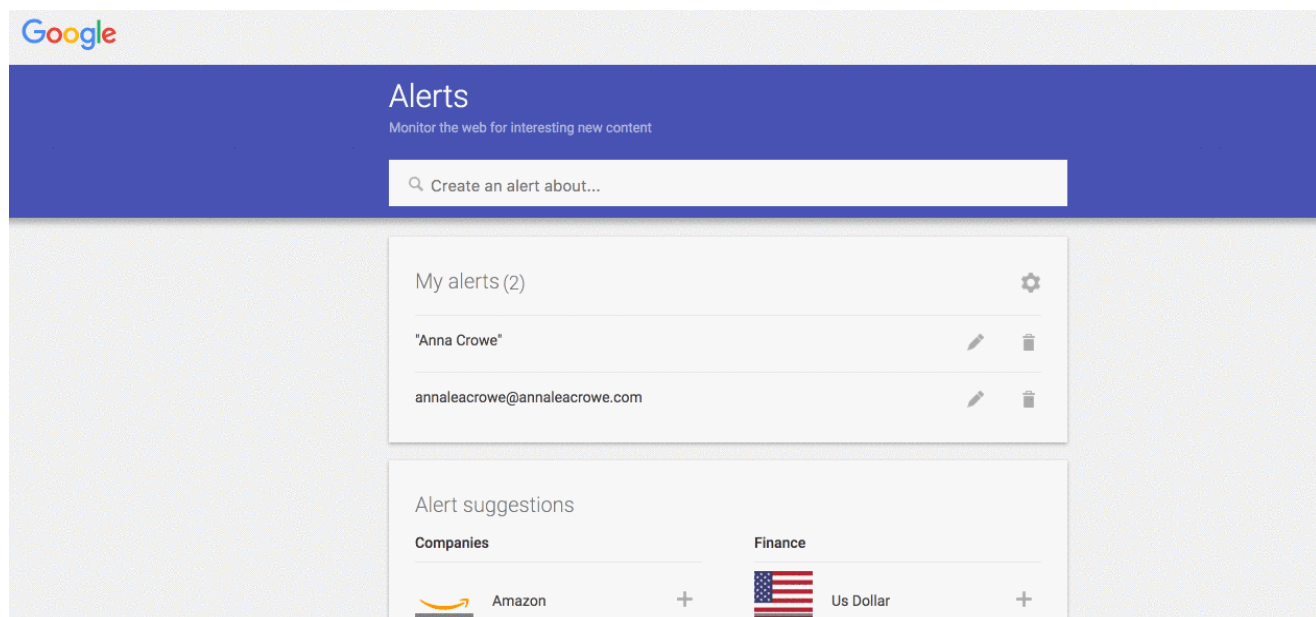 Google
Alerts
Monitor the web for interesting new content
Create an alert about...
My alerts (2)
"Anna Crowe"
annaleacrowe@annaleacrowe.com
Alert suggestions
Companies
Finance
Amazon
Us Dollar